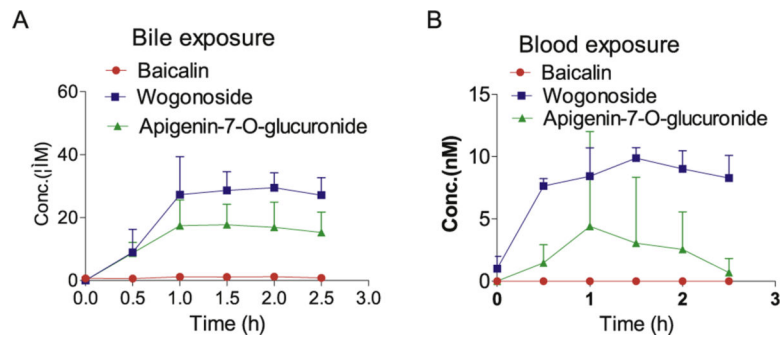 A
Bile exposure
Baicalin
Wogonoside
Apigenin-7-O-glucuronide
60
40
20
0
Conc.(¦ÌM)
0.0 0.5 1.0 1.5 2.0 2.5 3.0
Time (h)
B
Blood exposure
Baicalin
Wogonoside
Apigenin-7-O-glucuronide
15
10
5
0
Conc.(nM)
0 1 2 3
Time (h)